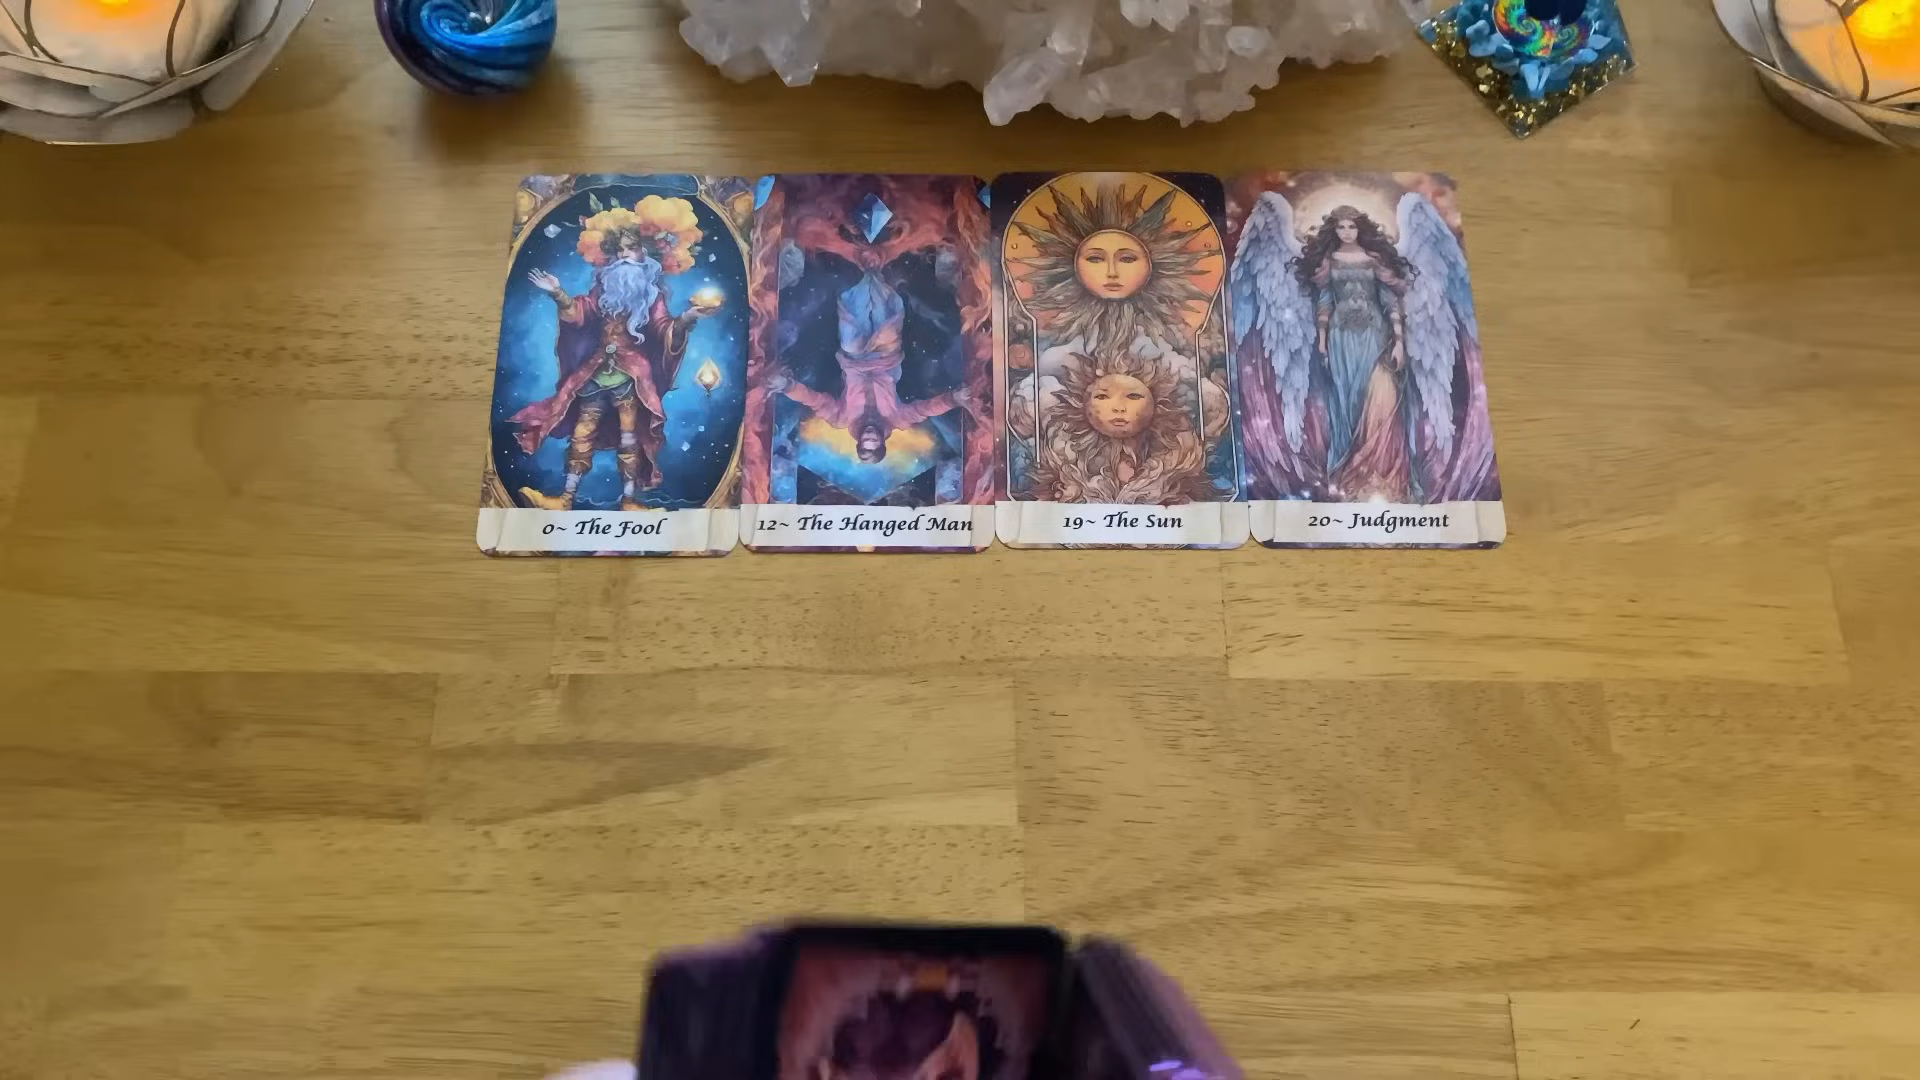 0~ The Fool
12~ The Hanged Man
19~ The Sun
20~ Judgment